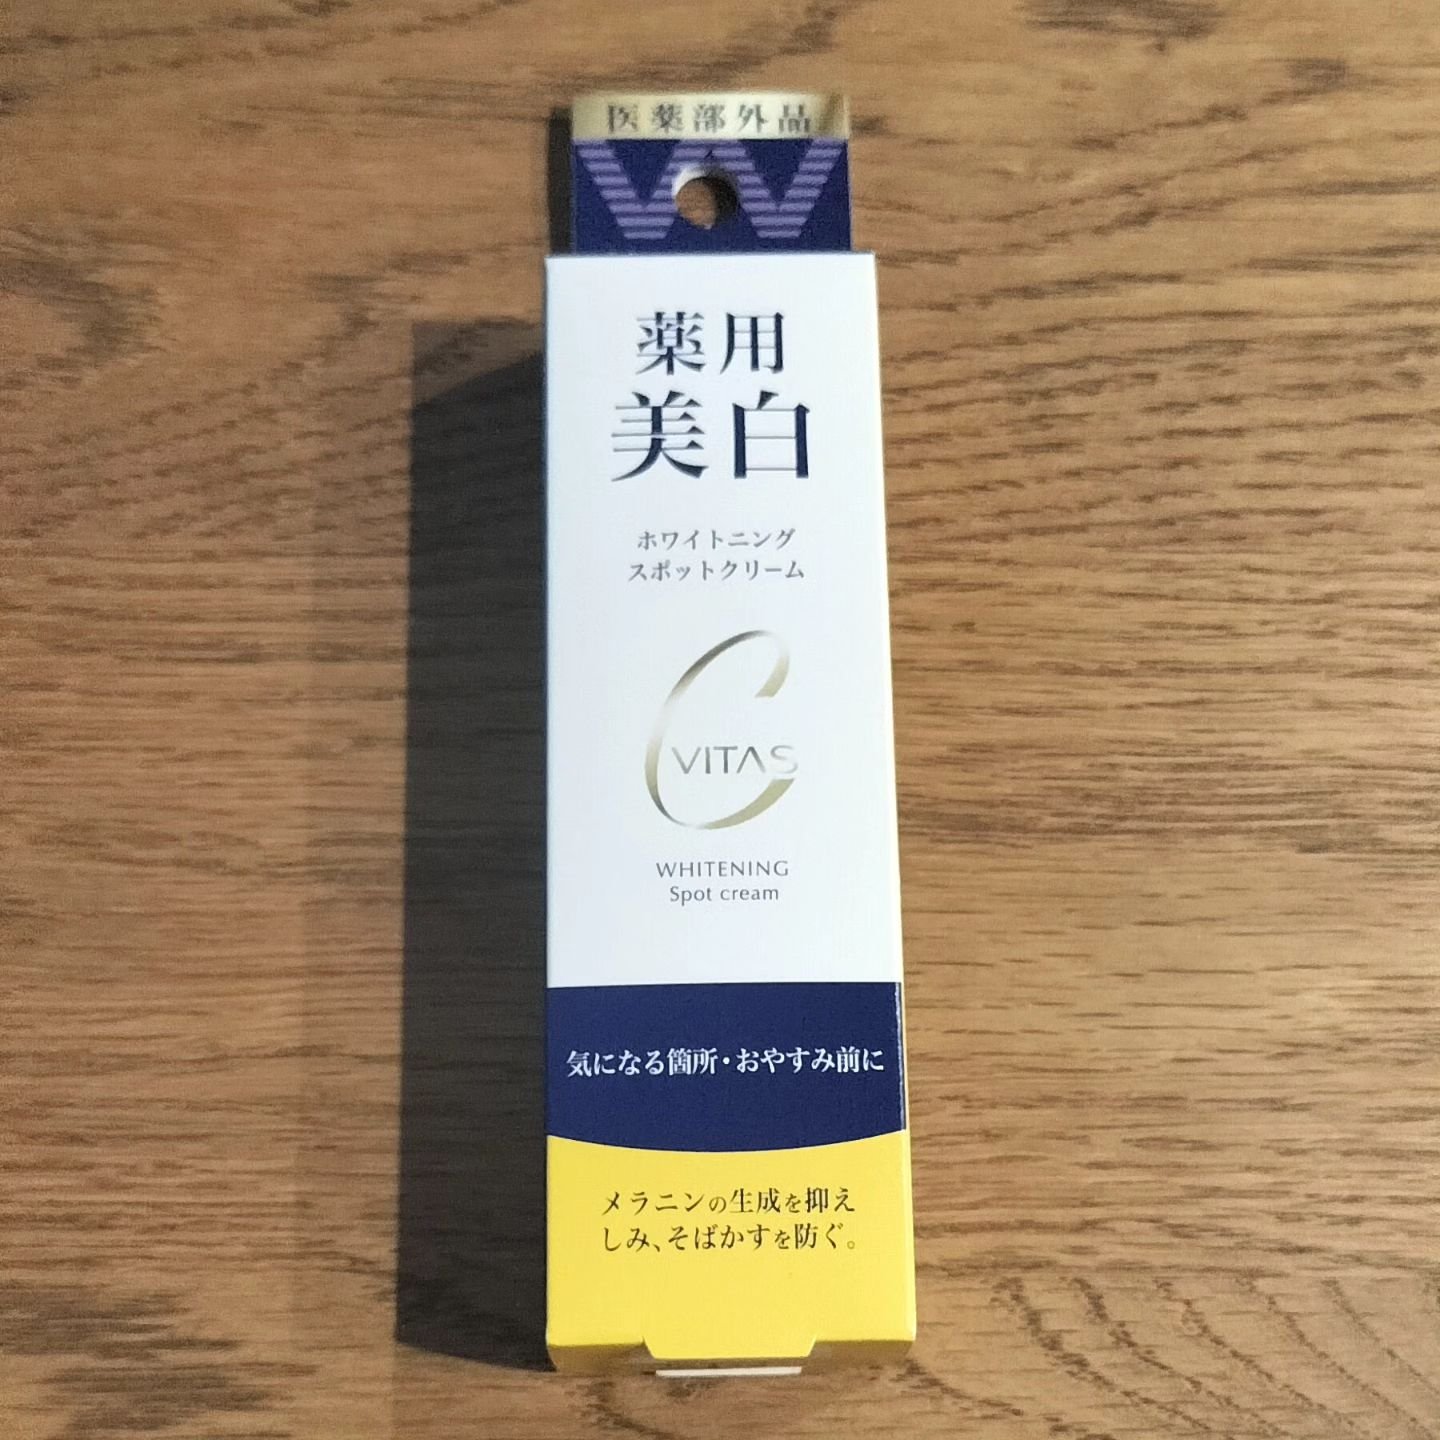 医薬部外品
薬用
美白
ホワイトニング
スポットクリーム
C
VITAS
WHITENING
Spot cream
気になる箇所・おやすみ前に
メラニンの生成を抑え
しみ、そばかすを防ぐ。